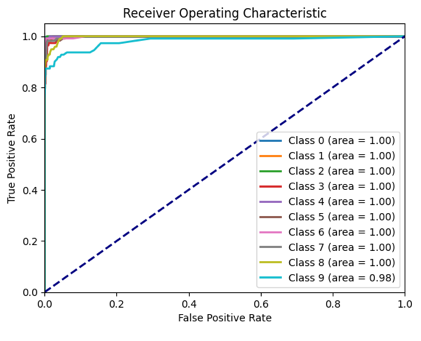 Receiver Operating Characteristic
True Positive Rate
1.0
0.8
0.6
0.4
0.2
0.0
Class 0 (area = 1.00)
Class 1 (area = 1.00)
Class 2 (area = 1.00)
Class 3 (area = 1.00)
Class 4 (area = 1.00)
Class 5 (area = 1.00)
Class 6 (area = 1.00)
Class 7 (area = 1.00)
Class 8 (area = 1.00)
Class 9 (area = 0.98)
0.0 0.2 0.4 0.6 0.8 1.0
False Positive Rate